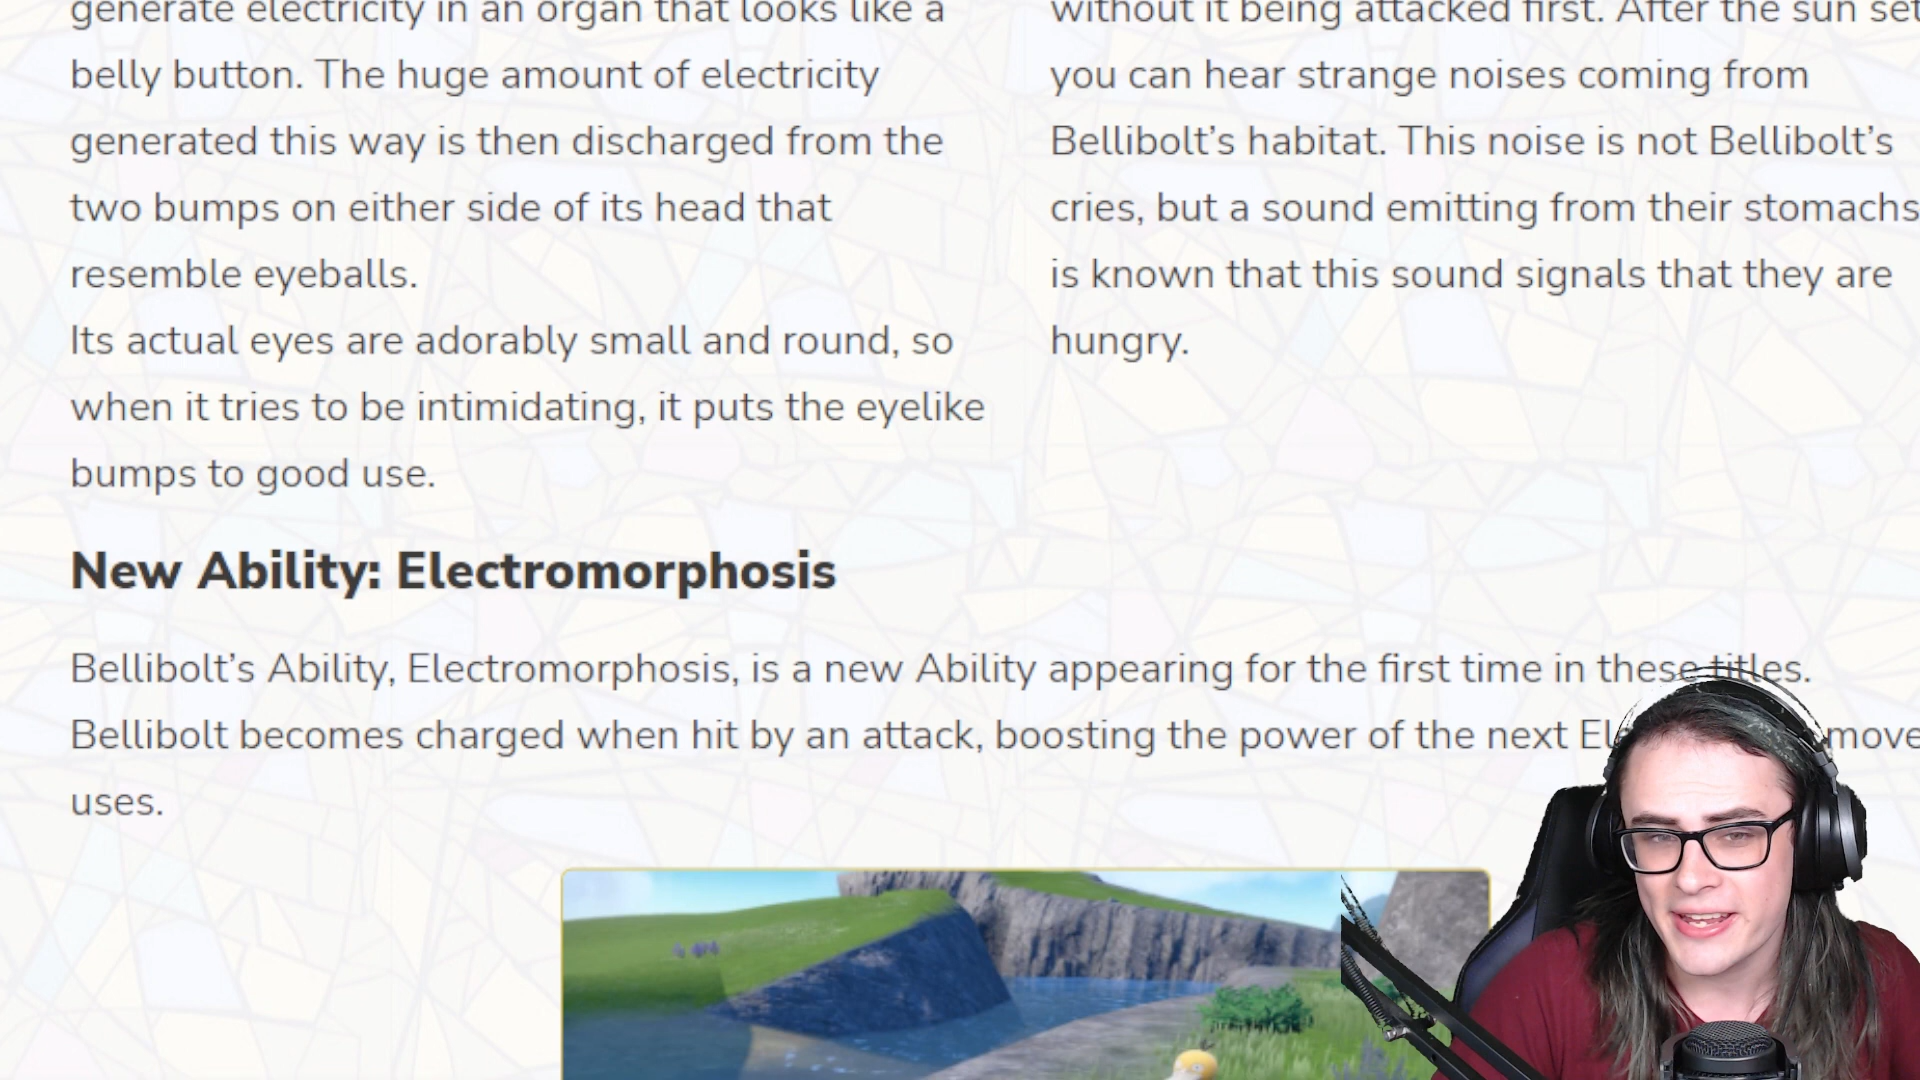 generate electricity in an organ that looks like a
belly button. The huge amount of electricity
generated this way is then discharged from the
two bumps on either side of its head that
resemble eyeballs.
Its actual eyes are adorably small and round, so
when it tries to be intimidating, it puts the eyelike
bumps to good use.
without it being attacked first. After the sun set
you can hear strange noises coming from
Bellibolt’s habitat. This noise is not Bellibolt’s
cries, but a sound emitting from their stomachs
is known that this sound signals that they are
hungry.
New Ability: Electromorphosis
Bellibolt’s Ability, Electromorphosis, is a new Ability appearing for the first time in these titles.
Bellibolt becomes charged when hit by an attack, boosting the power of the next move
uses.